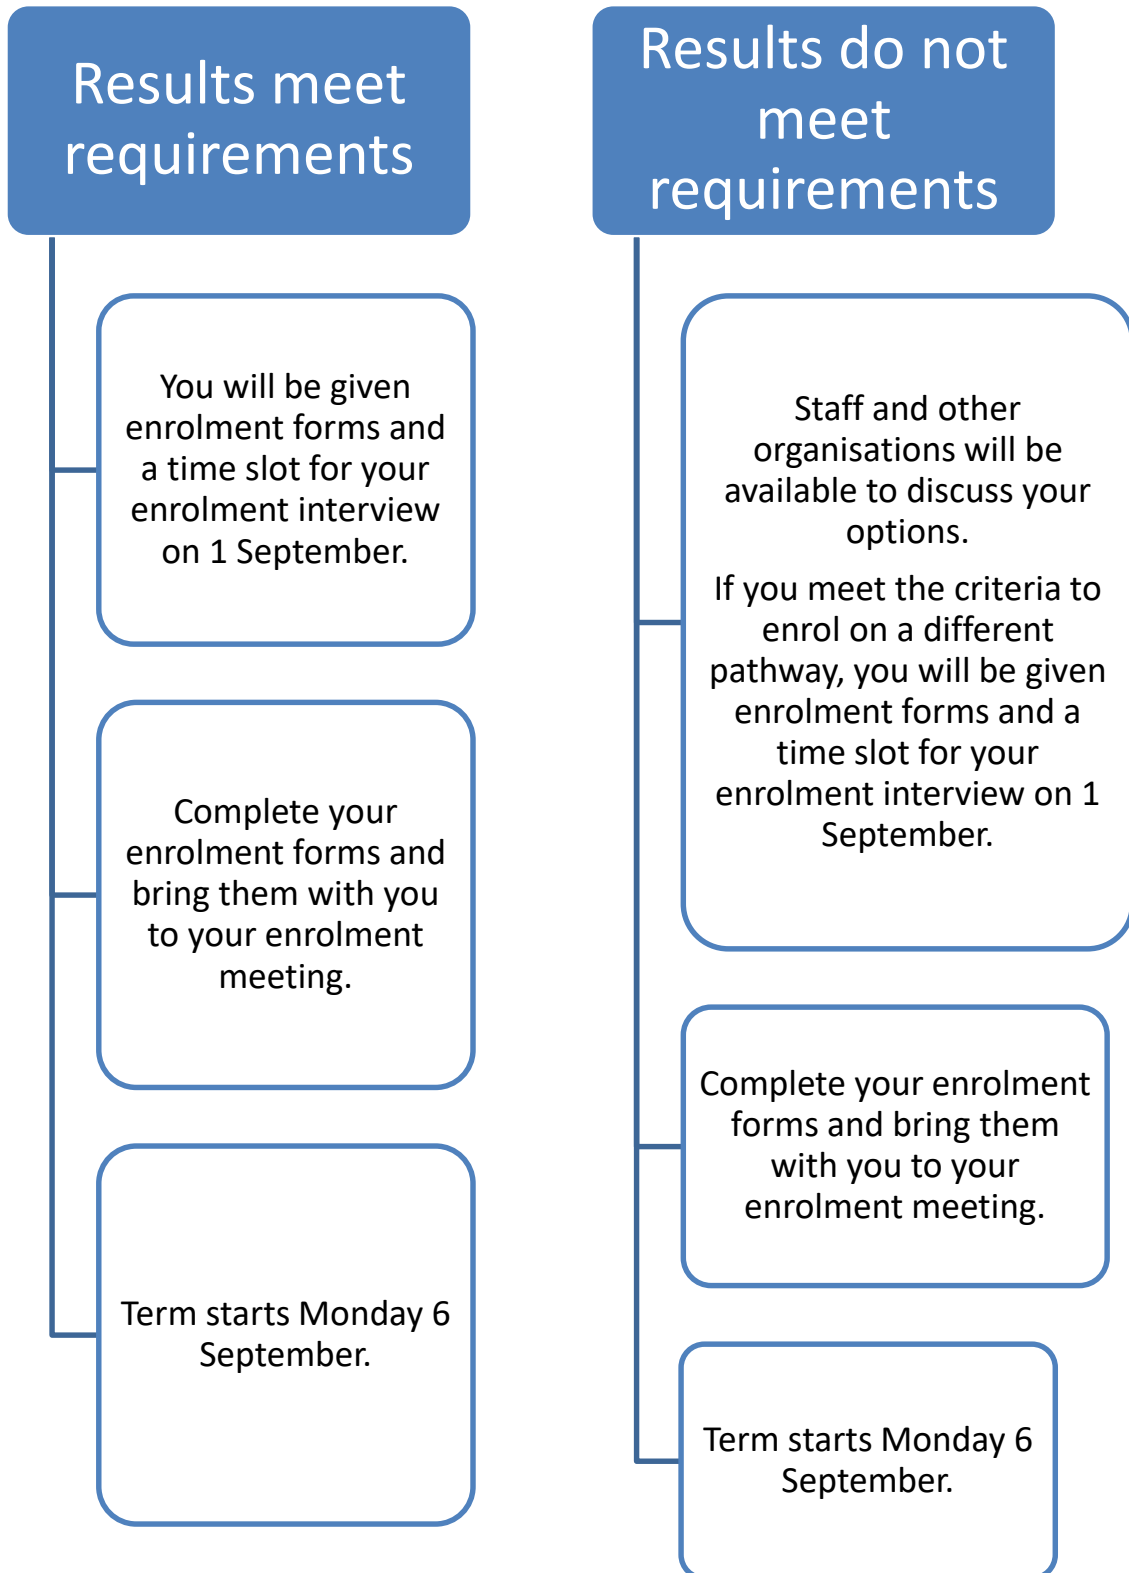 Results meet
requirements
You will be given
enrolment forms and
a time slot for your
enrolment interview
on 1 September.
Complete your
enrolment forms and
bring them with you
to your enrolment
meeting.
Term starts Monday 6
September.
Results do not
meet
requirements
Staff and other
organisations will be
available to discuss your
options.
If you meet the criteria to
enrol on a different
pathway, you will be given
enrolment forms and a
time slot for your
enrolment interview on 1
September.
Complete your enrolment
forms and bring them
with you to your
enrolment meeting.
Term starts Monday 6
September.